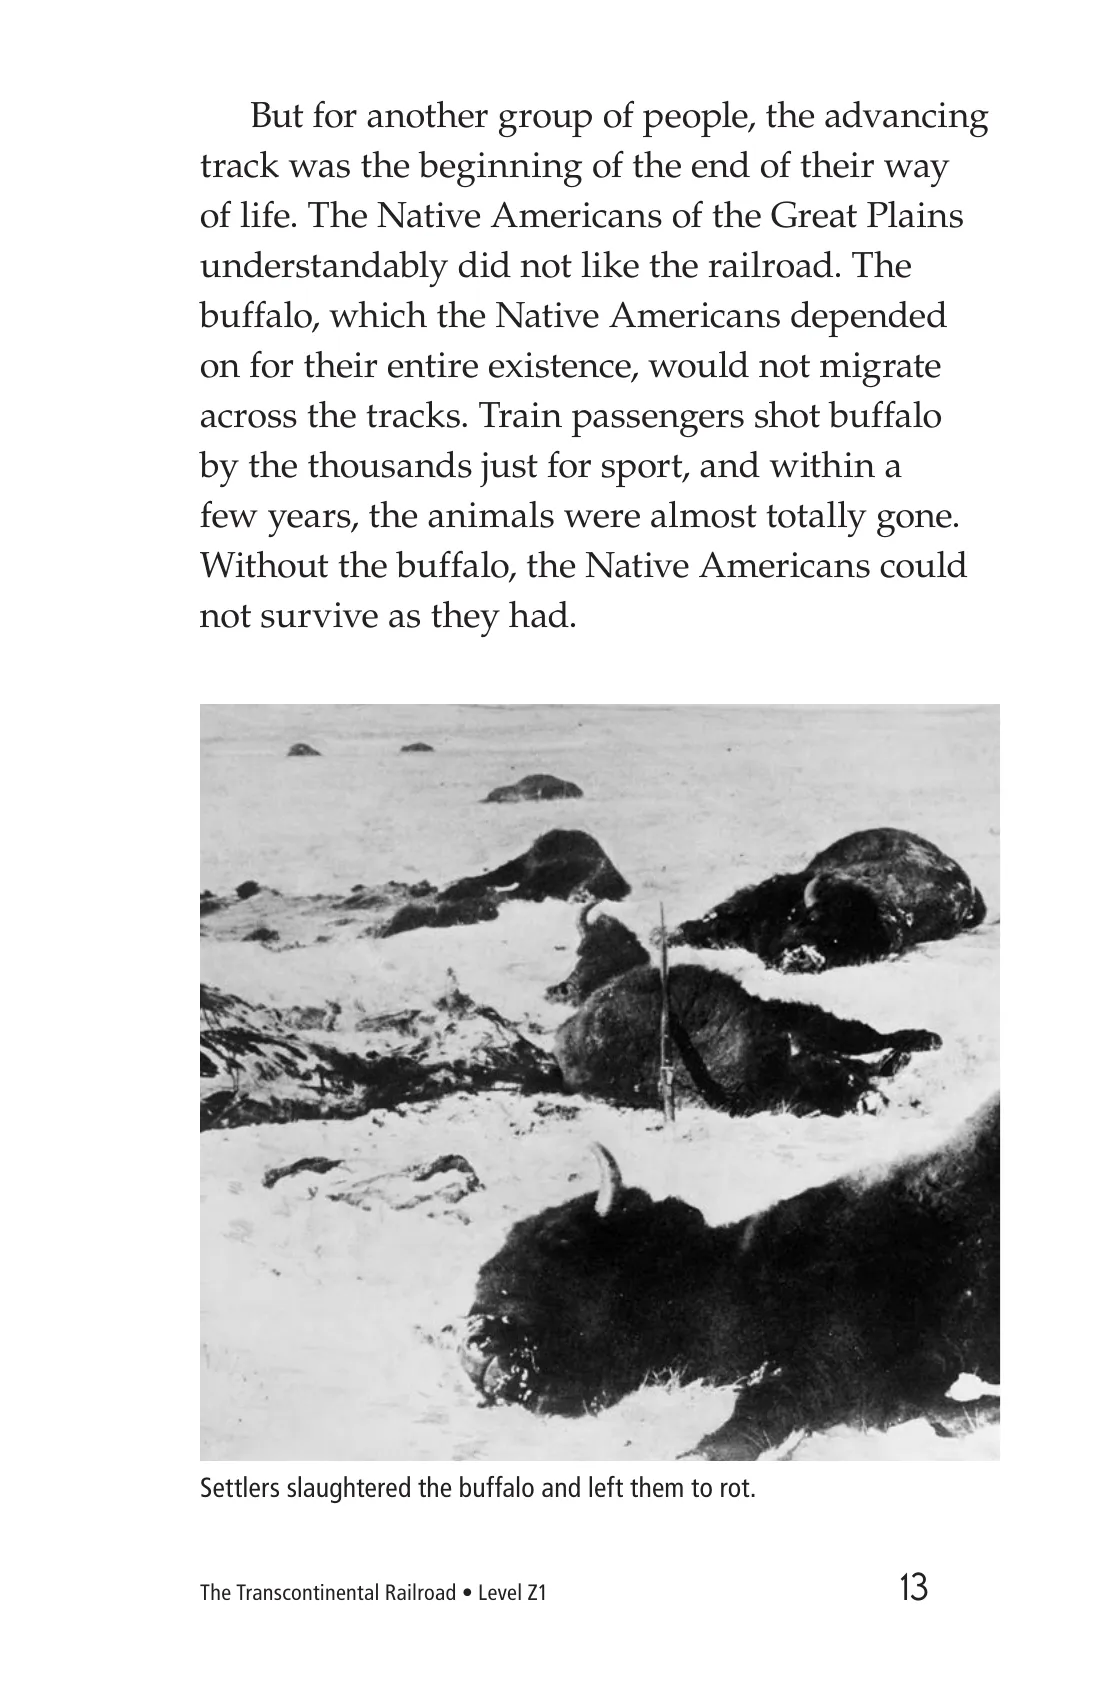 But for another group of people, the advancing
track was the beginning of the end of their way
of life. The Native Americans of the Great Plains
understandably did not like the railroad. The
buffalo, which the Native Americans depended
on for their entire existence, would not migrate
across the tracks. Train passengers shot buffalo
by the thousands just for sport, and within a
few years, the animals were almost totally gone.
Without the buffalo, the Native Americans could
not survive as they had.
Settlers slaughtered the buffalo and left them to rot.
The Transcontinental Railroad • Level Z1
13